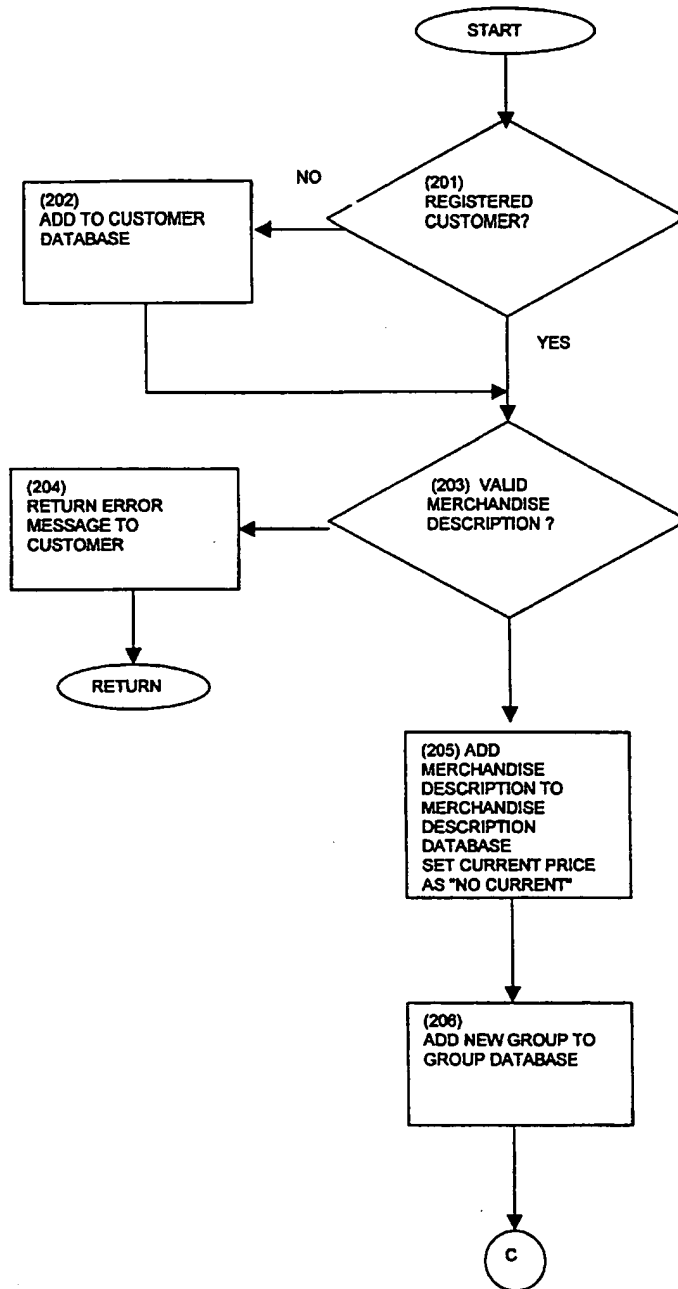 START
(201)
REGISTERED
CUSTOMER?
NO
(202)
ADD TO CUSTOMER
DATABASE
YES
(203) VALID
MERCHANDISE
DESCRIPTION ?
(204)
RETURN ERROR
MESSAGE TO
CUSTOMER
RETURN
(205) ADD
MERCHANDISE
DESCRIPTION TO
MERCHANDISE
DESCRIPTION
DATABASE
SET CURRENT PRICE
AS "NO CURRENT"
(206)
ADD NEW GROUP TO
GROUP DATABASE
C